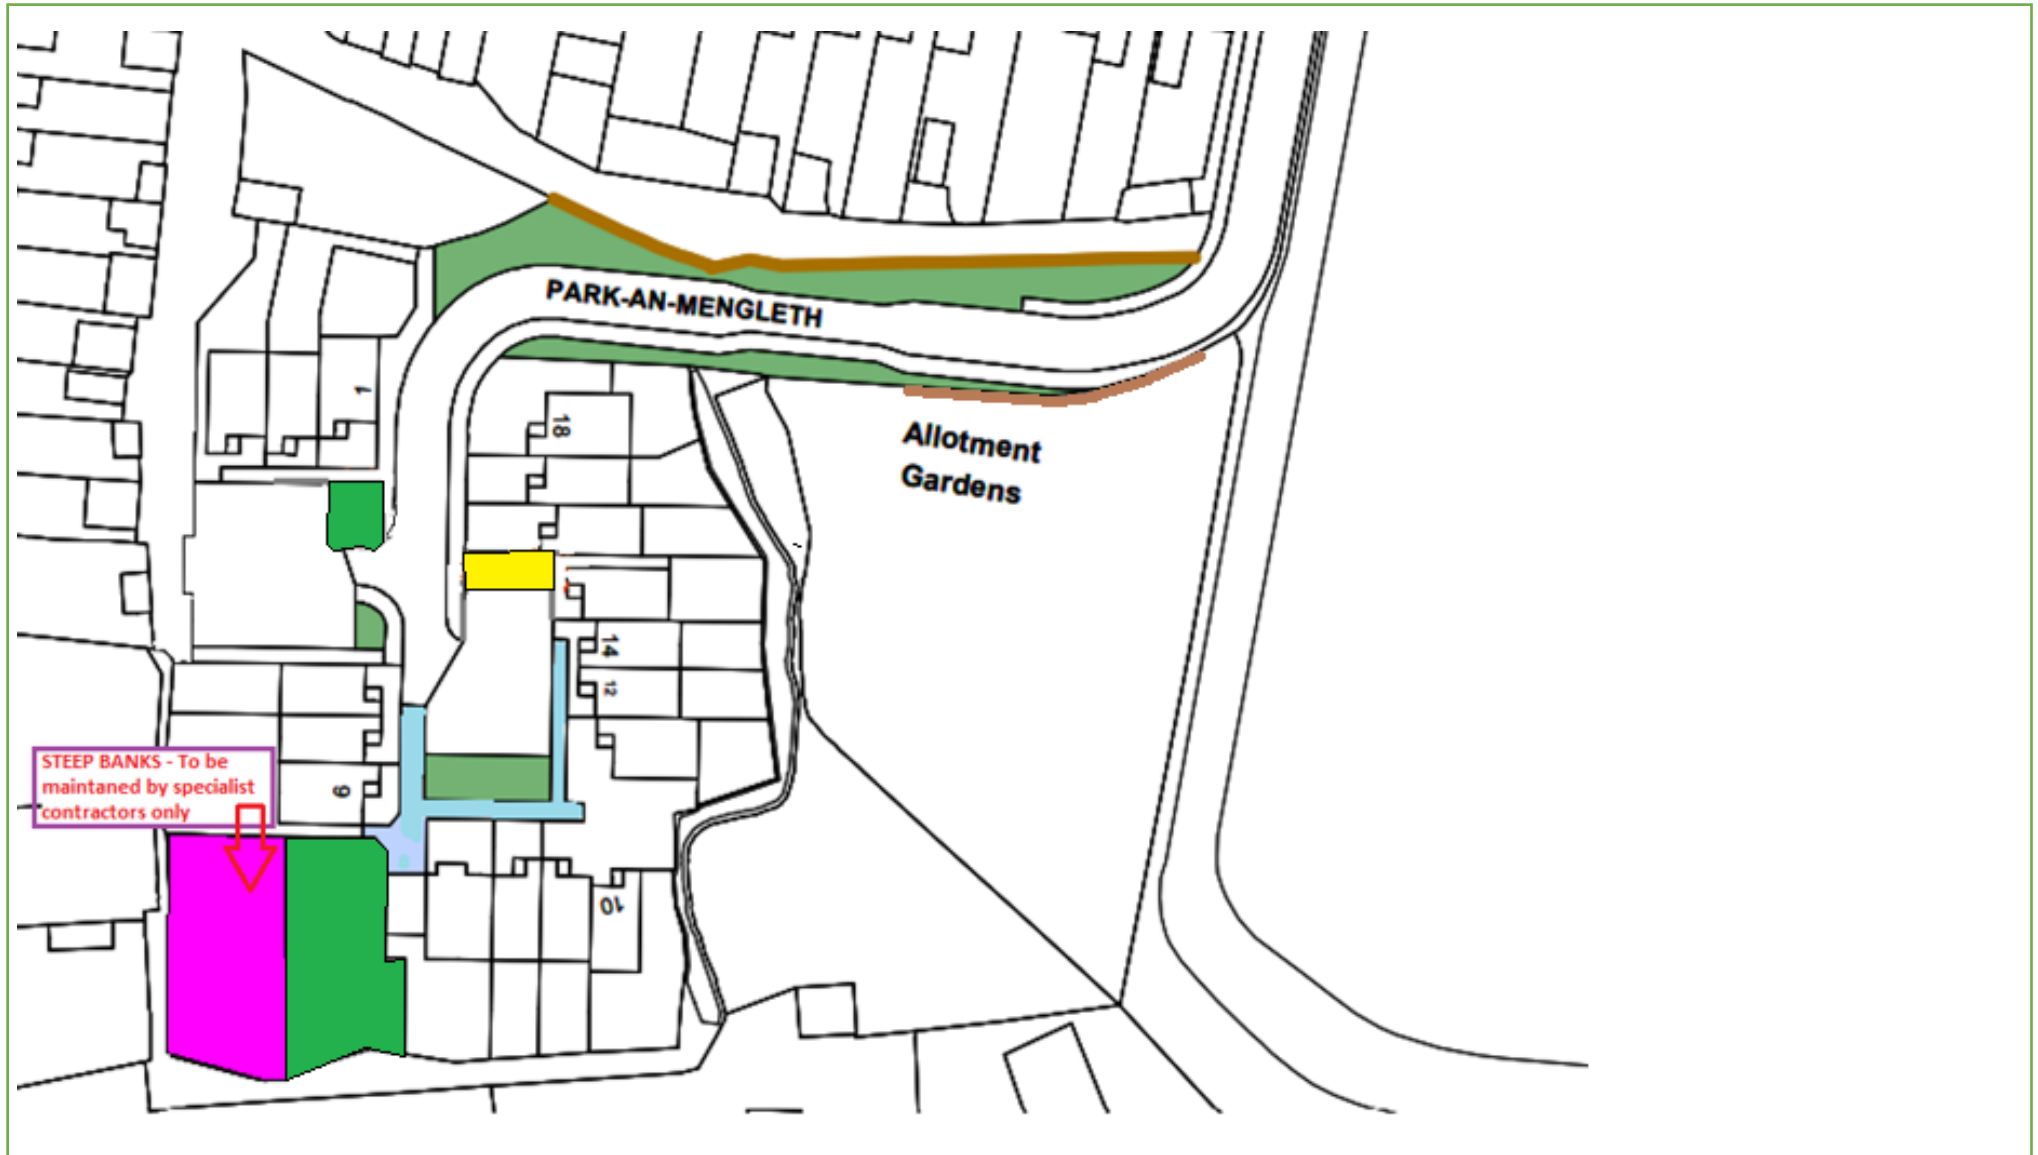 PARK-AN-MENGLETH
1
18
Allotment
Gardens
14
12
STEEP BANKS - To be
maintaned by specialist
contractors only
9
10